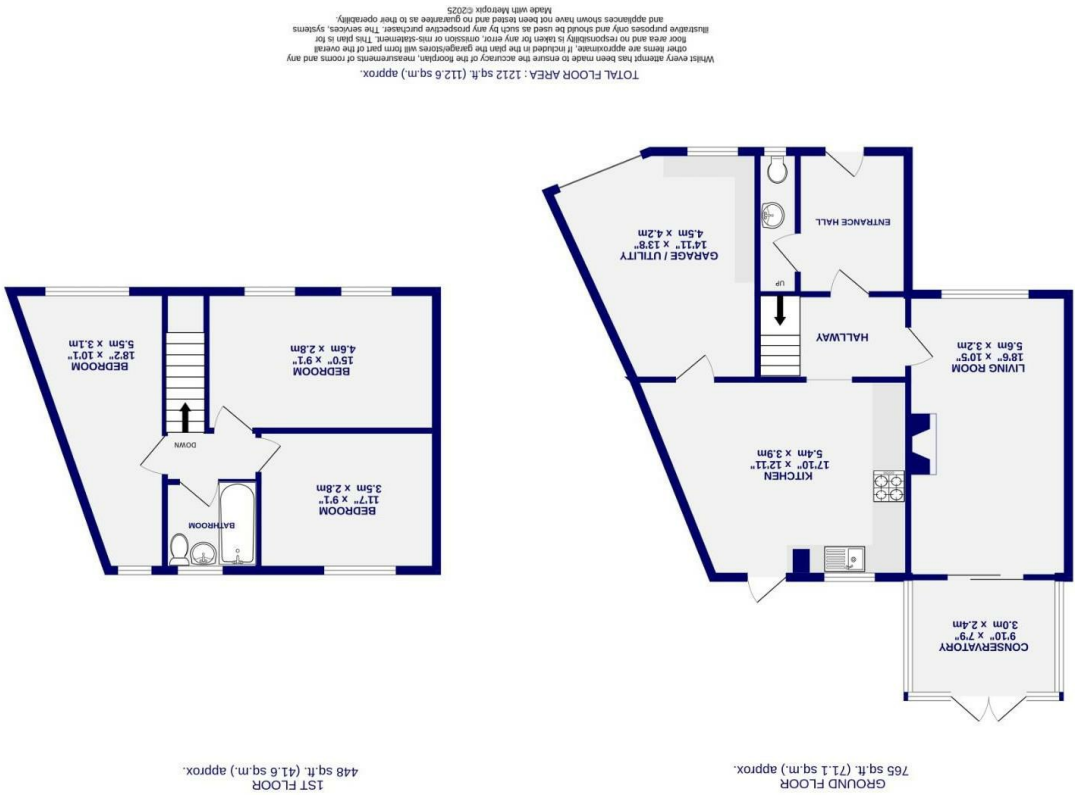 GROUND FLOOR
765 sq.ft. (71.1 sq.m.) approx.
1ST FLOOR
448 sq.ft. (41.6 sq.m.) approx.
CONSERVATORY
9'10" x 7'9"
3.0m x 2.4m
KITCHEN
17'10" x 12'11"
5.4m x 3.9m
LIVING ROOM
18'6" x 10'5"
5.6m x 3.2m
HALLWAY
UP
ENTRANCE HALL
GARAGE / UTILITY
14'11" x 13'8"
4.5m x 4.2m
BEDROOM
11'7" x 9'1"
3.5m x 2.8m
BATHROOM
DOWN
BEDROOM
15'0" x 9'1"
4.6m x 2.8m
BEDROOM
18'2" x 10'1"
5.5m x 3.1m
TOTAL FLOOR AREA : 1212 sq.ft. (112.6 sq.m.) approx.
Whilst every attempt has been made to ensure the accuracy of the floorplan, measurements of rooms and any
other items are approximate, if included in the plan the garage/stores will form part of the overall
floor area and no responsibility is taken for any error, omission or mis-statement. This plan is for
illustrative purposes only and should be used as such by any prospective purchaser. The services, systems
and appliances shown have not been tested and no guarantee as to their operability.
Made with Metropix ©2025